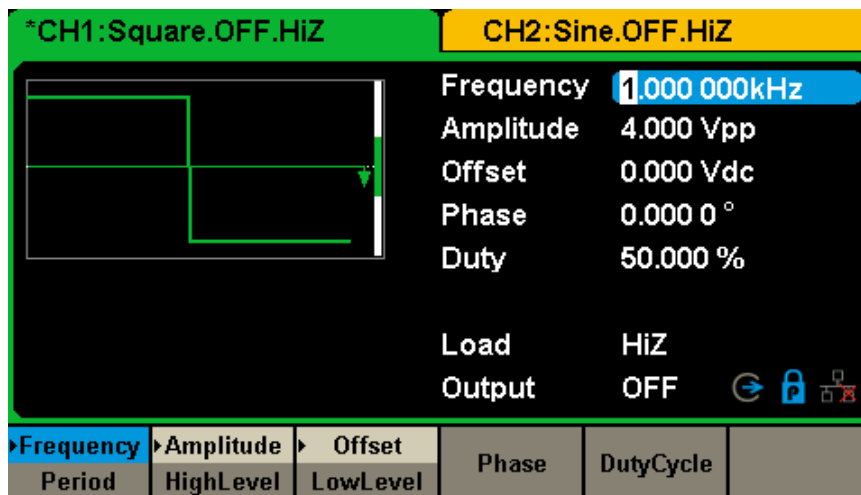 *CH1:Square.OFF.HiZ
CH2:Sine.OFF.HiZ
Frequency 1.000 000kHz
Amplitude 4.000 Vpp
Offset 0.000 Vdc
Phase 0.000 0 °
Duty 50.000 %
Load HiZ
Output OFF
P
Frequency Amplitude Offset
Phase DutyCycle
Period HighLevel LowLevel